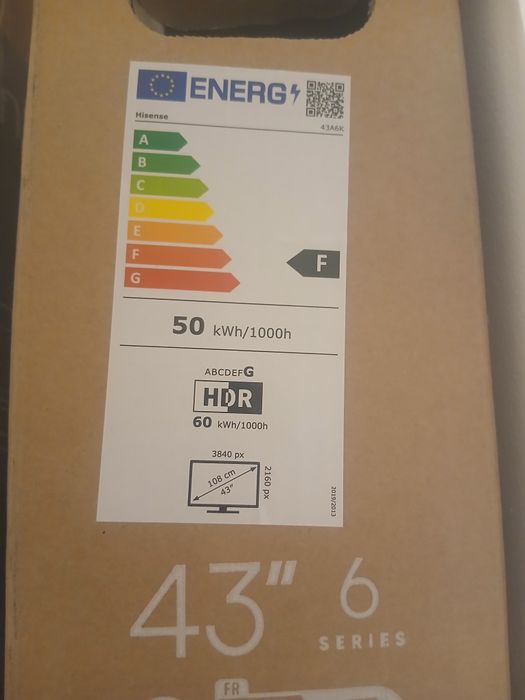 ENERG
Hisense
43A6K
A
B
C
D
E
F
G
F
50 kWh/1000h
ABCDEFG
HDR
60 kWh/1000h
3840 px
108 cm
43"
2160 px
2019/2013
43" 6
SERIES
FR